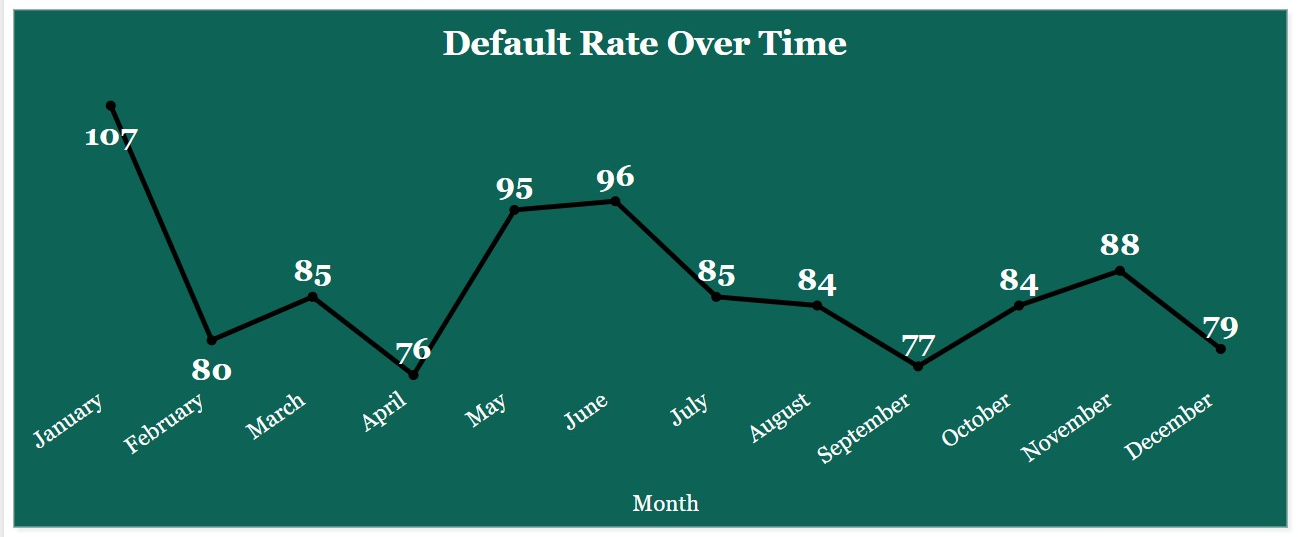 Default Rate Over Time
107
80
85
76
95
96
85
84
77
84
88
79
January
February
March
April
May
June
July
August
September
October
November
December
Month